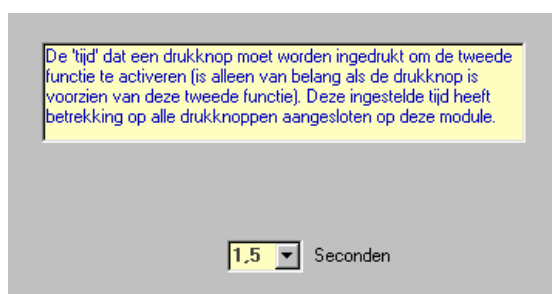 De 'tijd' dat een drukknop moet worden ingedrukt om de tweede
functie te activeren (is alleen van belang als de drukknop is
voorzien van deze tweede functie). Deze ingestelde tijd heeft
betrekking op alle drukknoppen aangesloten op deze module.
1,5 Seconden